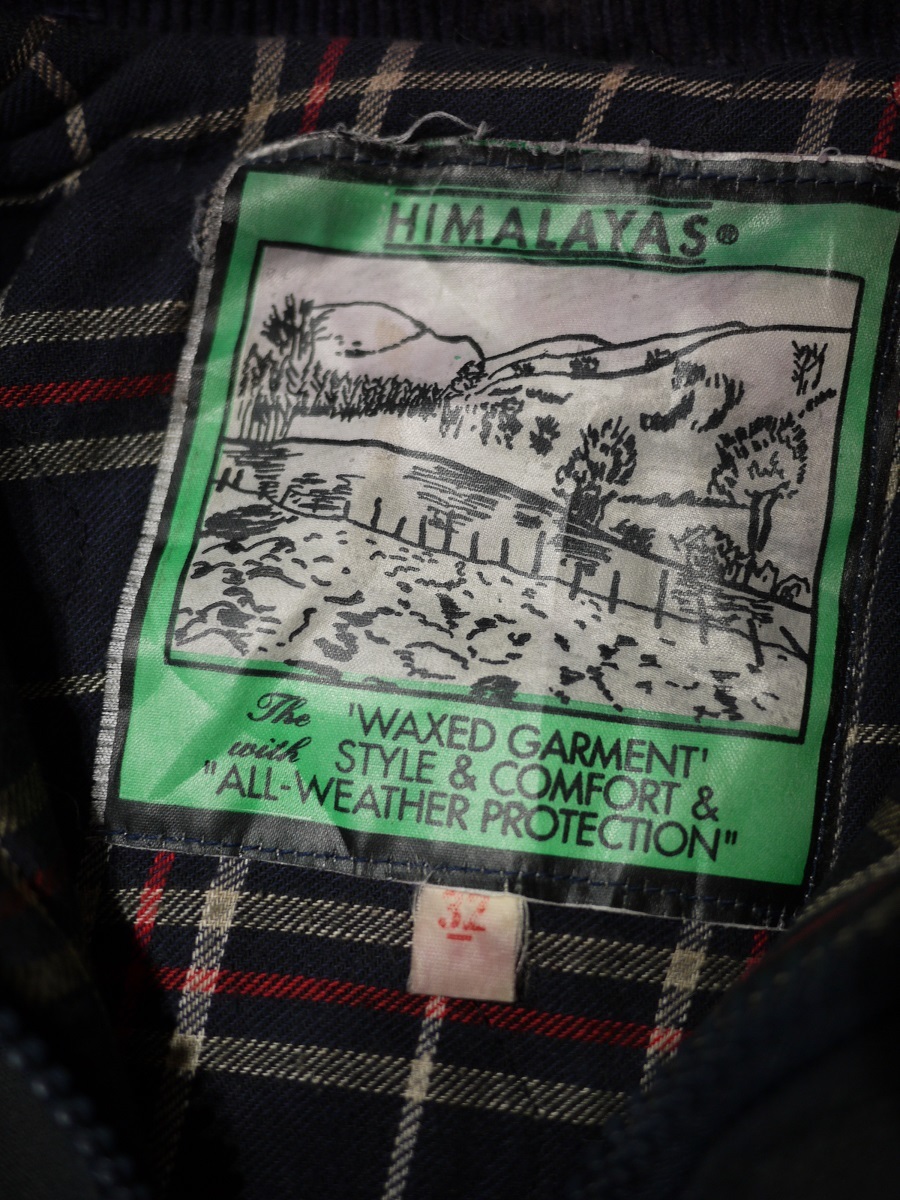 HIMALAYAS®
The 'WAXED GARMENT'
with STYLE & COMFORT &
"ALL-WEATHER PROTECTION"
32